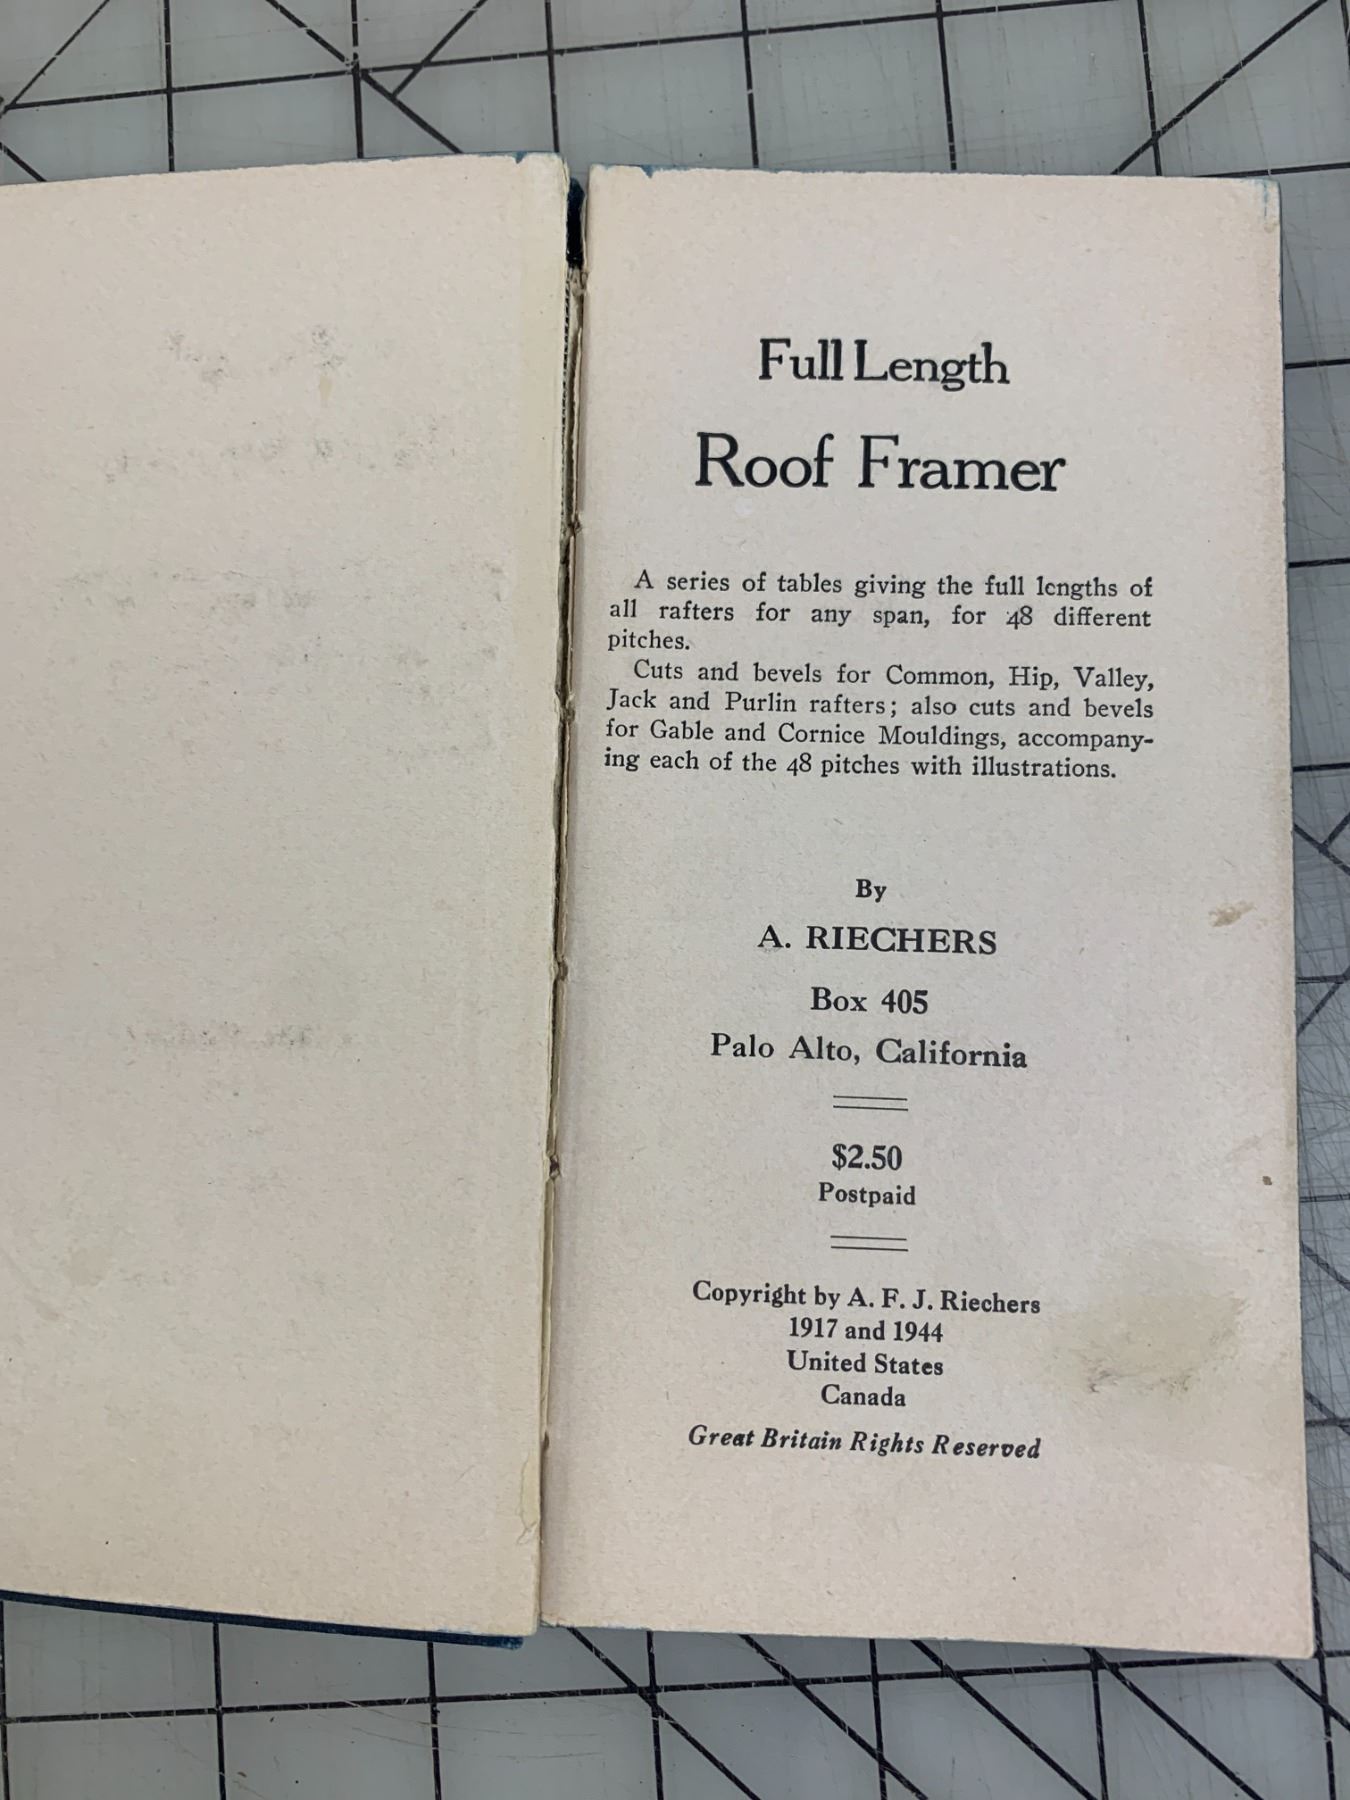 Full Length
Roof Framer
A series of tables giving the full lengths of
all rafters for any span, for 48 different
pitches.
Cuts and bevels for Common, Hip, Valley,
Jack and Purlin rafters; also cuts and bevels
for Gable and Cornice Mouldings, accompany-
ing each of the 48 pitches with illustrations.
By
A. RIECHERS
Box 405
Palo Alto, California
$2.50
Postpaid
Copyright by A. F. J. Riechers
1917 and 1944
United States
Canada
Great Britain Rights Reserved